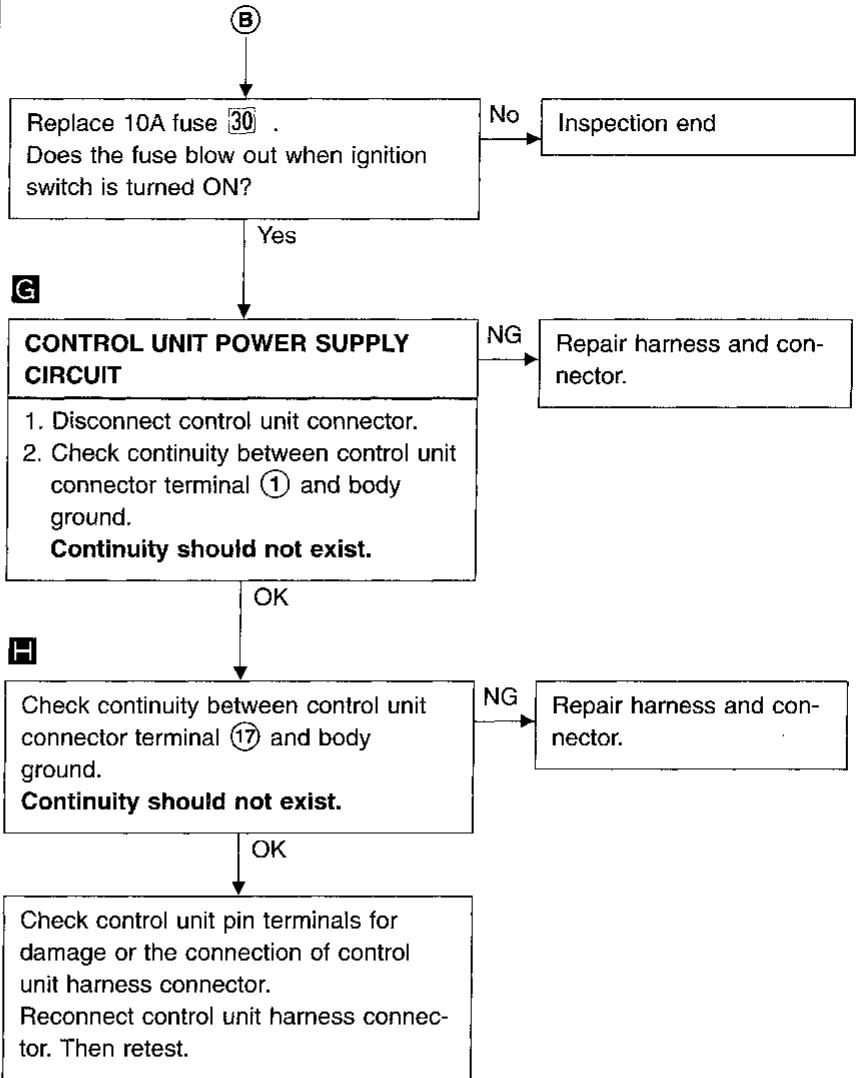 B
Replace 10A fuse 30 .
Does the fuse blow out when ignition
switch is turned ON?
No
Inspection end
Yes
G
CONTROL UNIT POWER SUPPLY
CIRCUIT
1. Disconnect control unit connector.
2. Check continuity between control unit
connector terminal 1 and body
ground.
Continuity should not exist.
NG
Repair harness and con-
nector.
OK
H
Check continuity between control unit
connector terminal 17 and body
ground.
Continuity should not exist.
NG
Repair harness and con-
nector.
OK
Check control unit pin terminals for
damage or the connection of control
unit harness connector.
Reconnect control unit harness connec-
tor. Then retest.